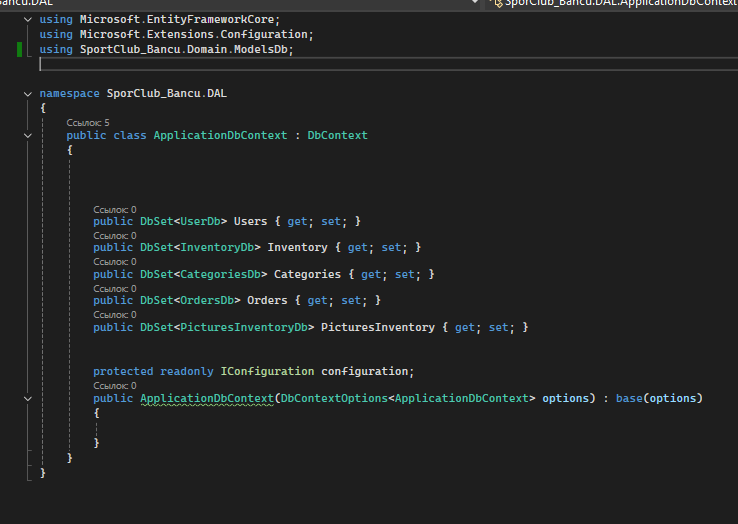 Bancu.DAL
SporClub_Bancu.DAL.ApplicationDbContext
using Microsoft.EntityFrameworkCore;
using Microsoft.Extensions.Configuration;
using SportClub_Bancu.Domain.ModelsDb;
namespace SporClub_Bancu.DAL
{
Ссылок: 5
public class ApplicationDbContext : DbContext
{
Ссылок: 0
public DbSet<UserDb> Users { get; set; }
Ссылок: 0
public DbSet<InventoryDb> Inventory { get; set; }
Ссылок: 0
public DbSet<CategoriesDb> Categories { get; set; }
Ссылок: 0
public DbSet<OrdersDb> Orders { get; set; }
Ссылок: 0
public DbSet<PicturesInventoryDb> PicturesInventory { get; set; }
protected readonly IConfiguration configuration;
Ссылок: 0
public ApplicationDbContext(DbContextOptions<ApplicationDbContext> options) : base(options)
{
}
}
}